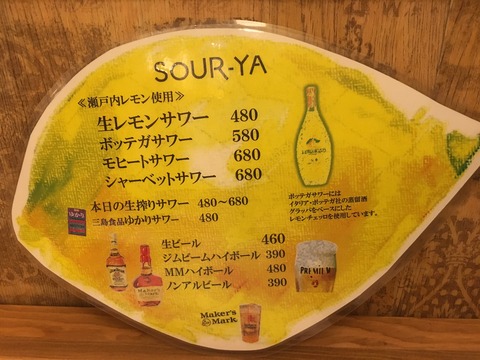 SOUR-YA
≪瀬戸内レモン使用≫
生レモンサワー 480
ボッテガサワー 580
モヒートサワー 680
シャーベットサワー 680
本日の生搾りサワー 480~680
三島食品ゆかりサワー 480
ゆかり
ボッテガサワーには
イタリア・ボッテガ社の蒸留酒
グラッパをベースにした
レモンチェッロを使用しています。
生ビール 460
ジムビームハイボール 390
MMハイボール 480
ノンアルビール 390
PREMIUM
Maker's
Mark